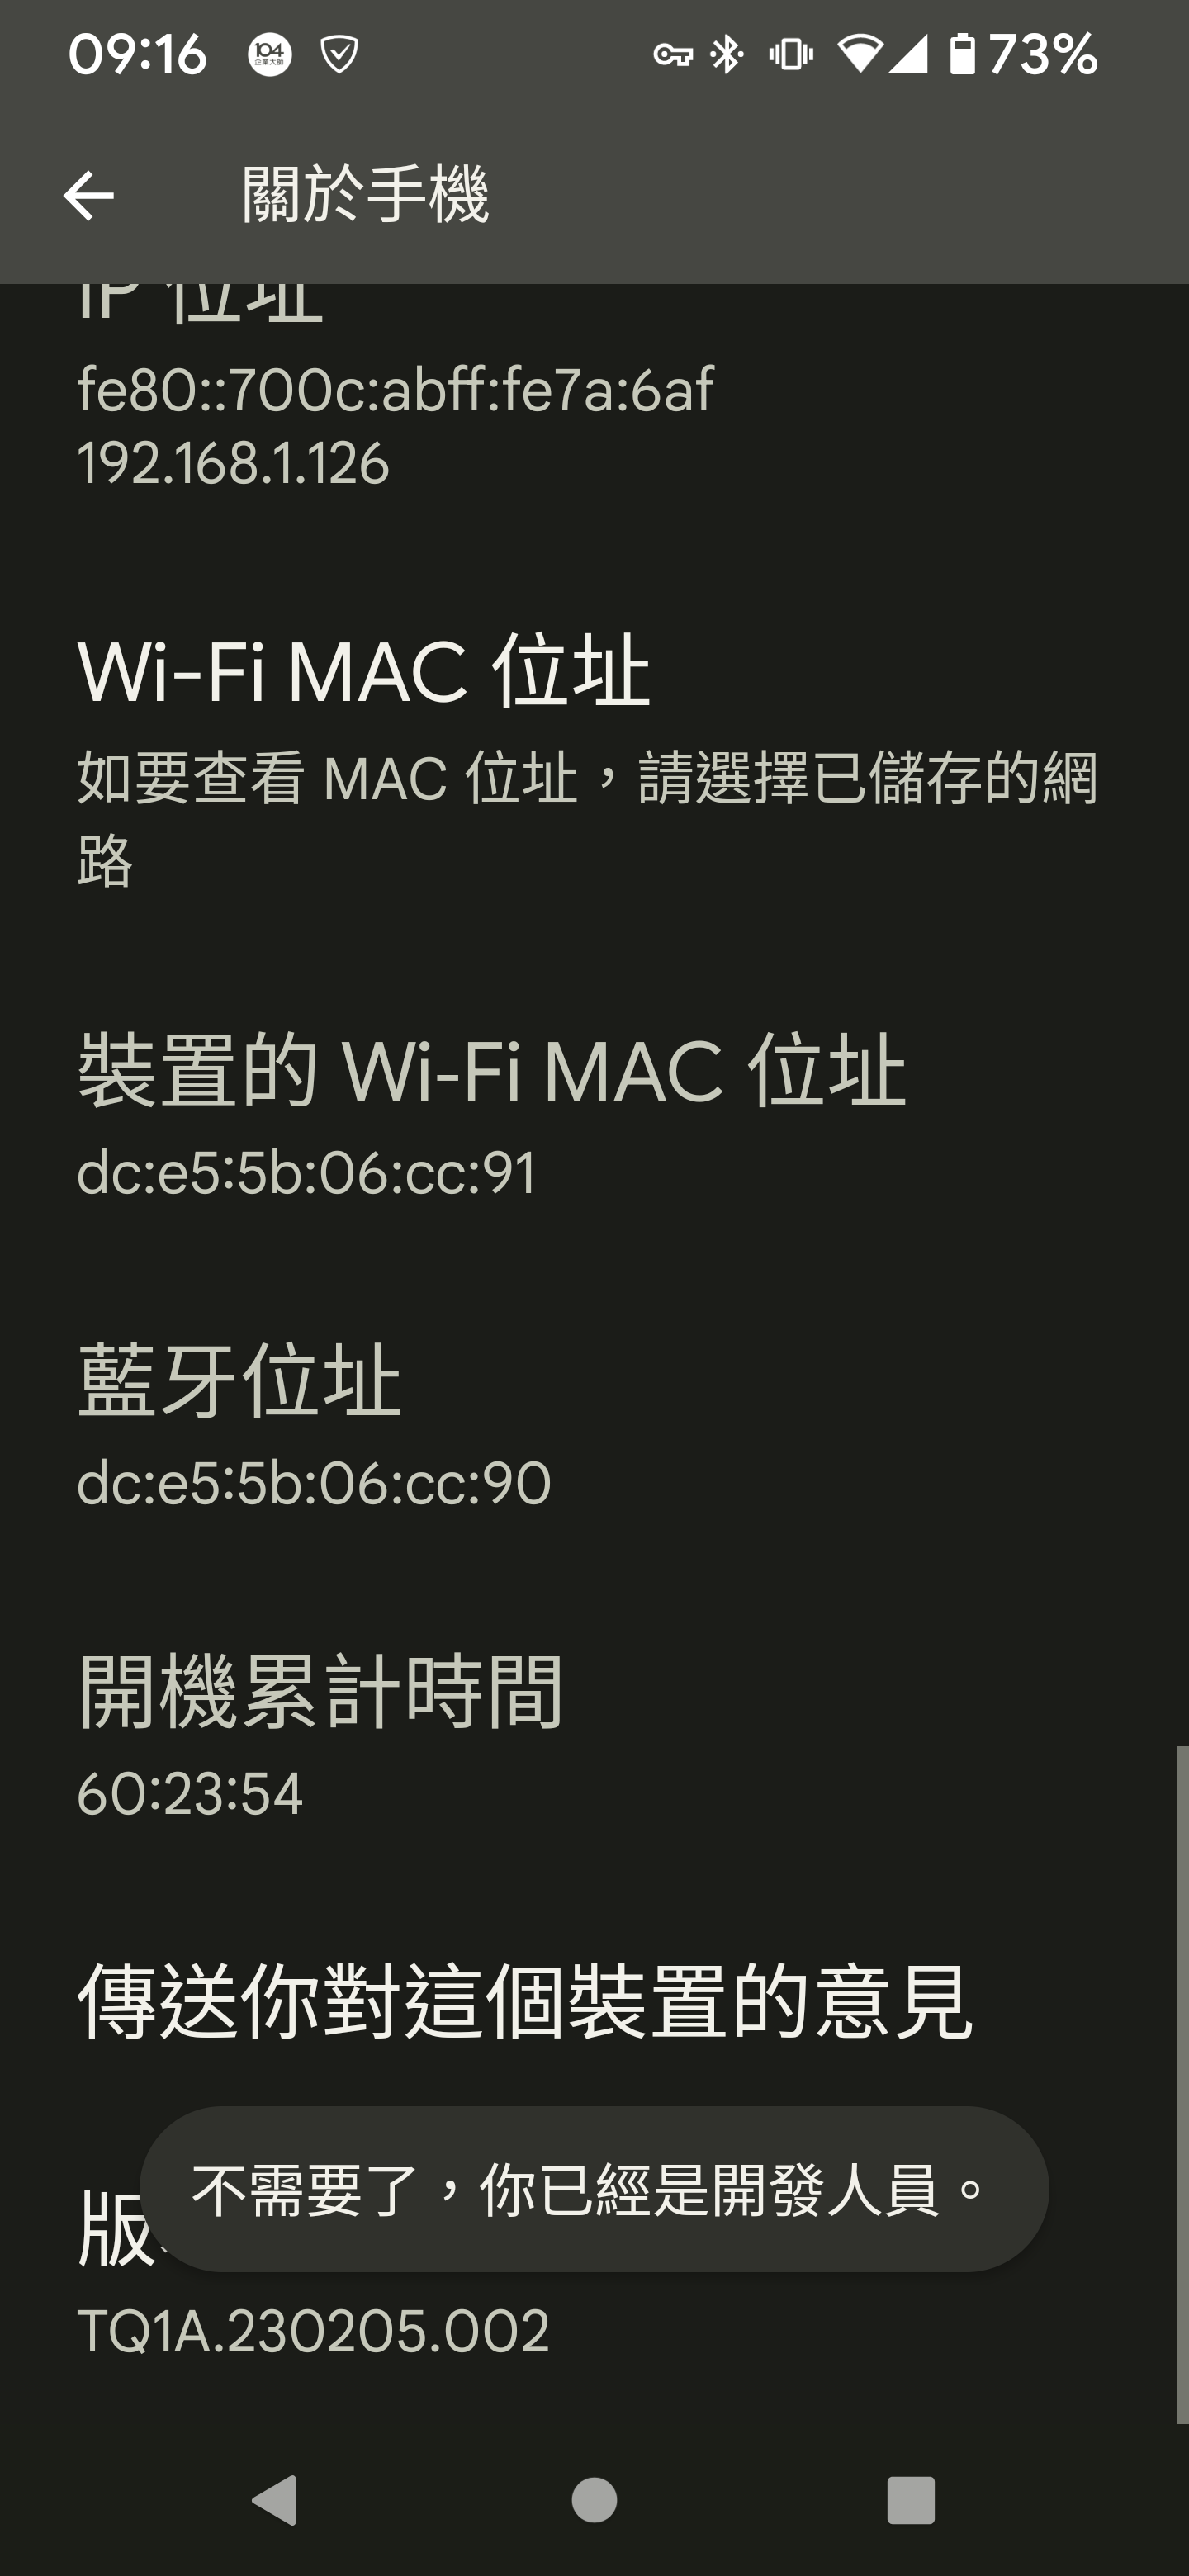 09:16 104 企業大師 73%
關於手機
IP 位址
fe80::700c:abff:fe7a:6af
192.168.1.126
Wi-Fi MAC 位址
如要查看 MAC 位址，請選擇已儲存的網
路
裝置的 Wi-Fi MAC 位址
dc:e5:5b:06:cc:91
藍牙位址
dc:e5:5b:06:cc:90
開機累計時間
60:23:54
傳送你對這個裝置的意見
不需要了，你已經是開發人員。
版
TQ1A.230205.002